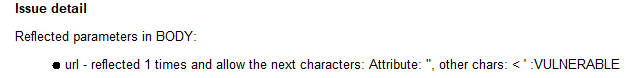 Issue detail
Reflected parameters in BODY:
● url - reflected 1 times and allow the next characters: Attribute: ", other chars: < ' :VULNERABLE